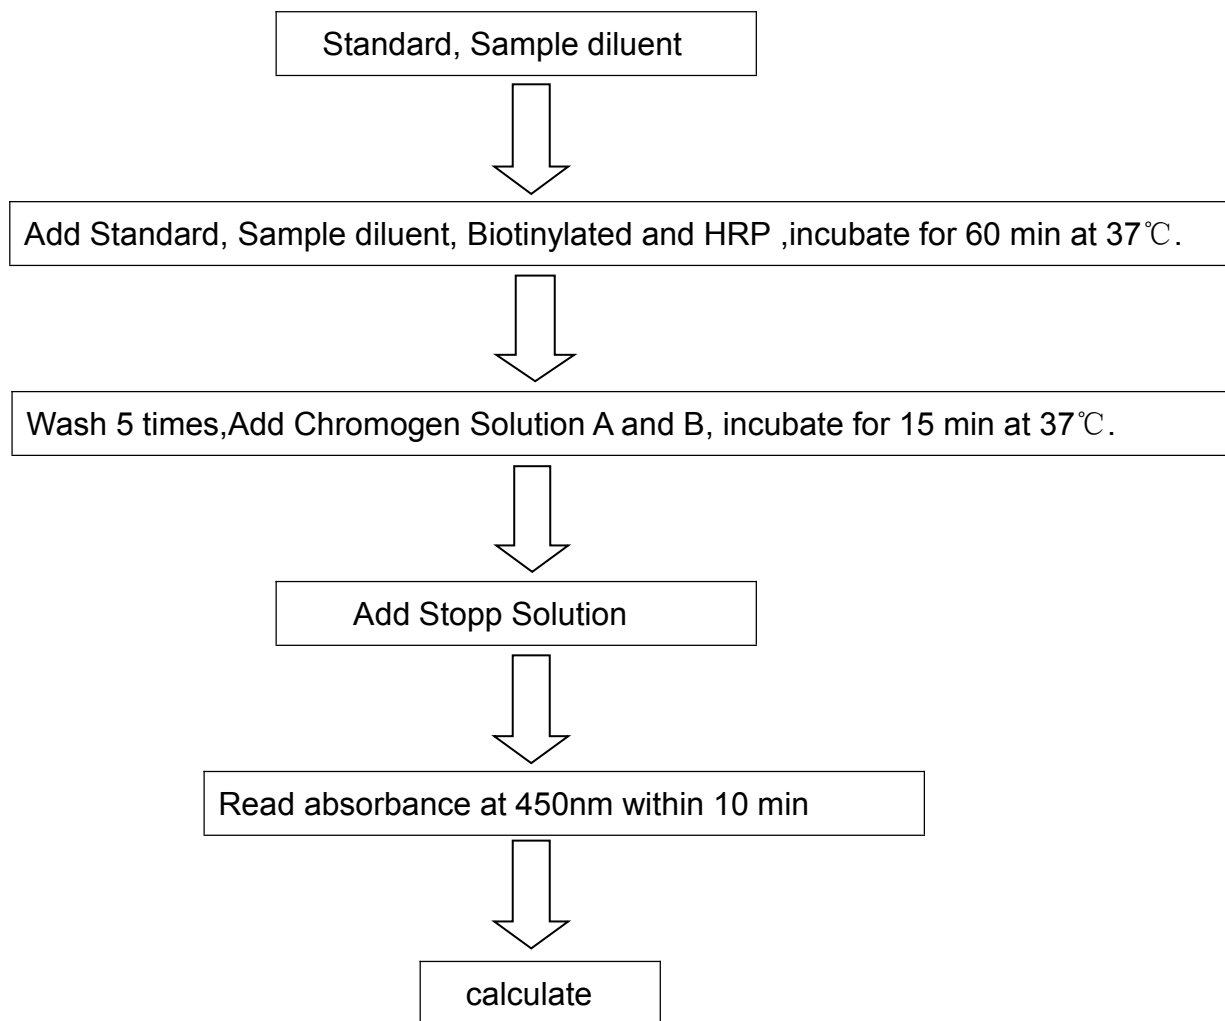 Standard, Sample diluent
Add Standard, Sample diluent, Biotinylated and HRP ,incubate for 60 min at 37℃.
Wash 5 times,Add Chromogen Solution A and B, incubate for 15 min at 37℃.
Add Stopp Solution
Read absorbance at 450nm within 10 min
calculate